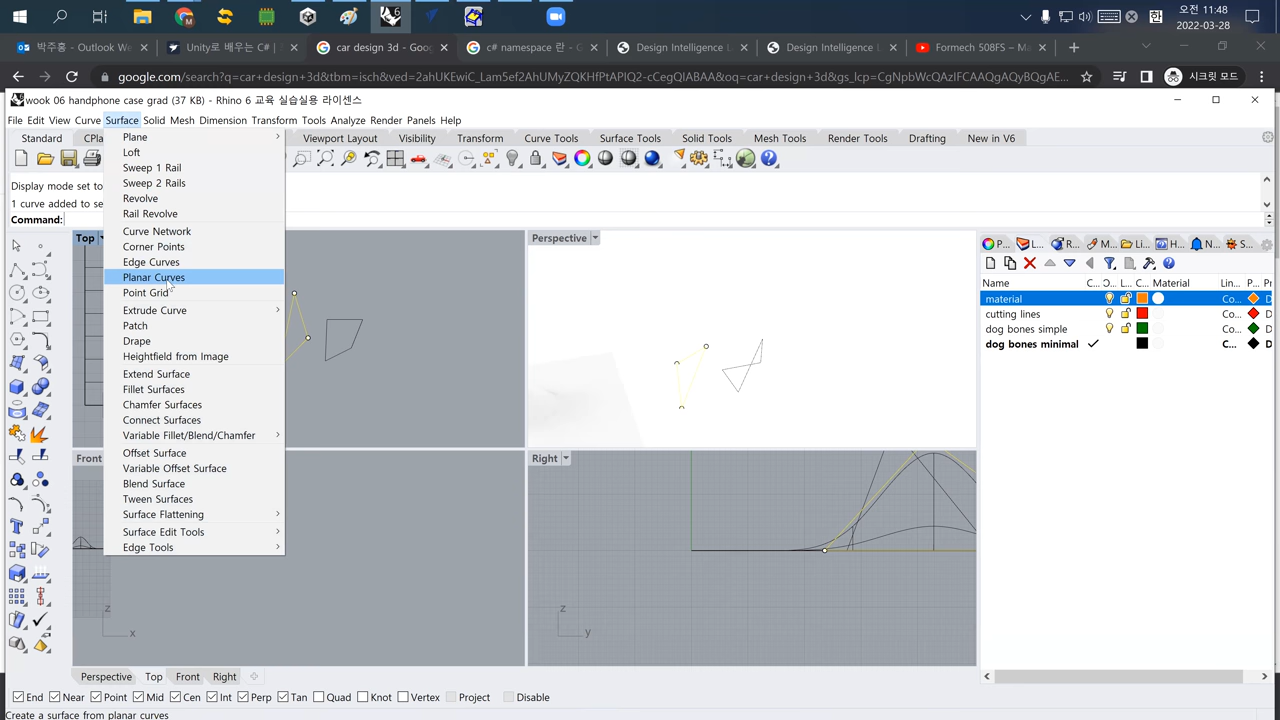 오전 11:48
한
2022-03-28
박주홍 - Outlook We
Unity로 배우는 C# |
car design 3d - Goog
c# namespace 란 - G
Design Intelligence L
Design Intelligence L
Formech 508FS – Ma
google.com/search?q=car+design+3d&tbm=isch&ved=2ahUKEwiC_Lam5ef2AhUMyZQKHfPtAPIQ2-cCegQIABAA&oq=car+design+3d&gs_lcp=CgNpbWcQAzIFCAAQgAQyBQgAE...
시크릿 모드
wook 06 handphone case grad (37 KB) - Rhino 6 교육 실습실용 라이센스
File Edit View Curve Surface Solid Mesh Dimension Transform Tools Analyze Render Panels Help
Standard CPl Viewport Layout Visibility Transform Curve Tools Surface Tools Solid Tools Mesh Tools Render Tools Drafting New in V6
Display mode set to
1 curve added to se
Command:
Plane
Loft
Sweep 1 Rail
Sweep 2 Rails
Revolve
Rail Revolve
Curve Network
Corner Points
Edge Curves
Planar Curves
Point Grid
Extrude Curve
Patch
Drape
Heightfield from Image
Extend Surface
Fillet Surfaces
Chamfer Surfaces
Connect Surfaces
Variable Fillet/Blend/Chamfer
Offset Surface
Variable Offset Surface
Blend Surface
Tween Surfaces
Surface Flattening
Surface Edit Tools
Edge Tools
Top
Perspective
Front
Right
z
x
z
y
P... L... R... M... Li... H... N... S...
Name C... Material Lin... P... Pr
material Co... D
cutting lines Co... D
dog bones simple Co... D
dog bones minimal C... D
Perspective Top Front Right
End Near Point Mid Cen Int Perp Tan Quad Knot Vertex Project Disable
Create a surface from planar curves